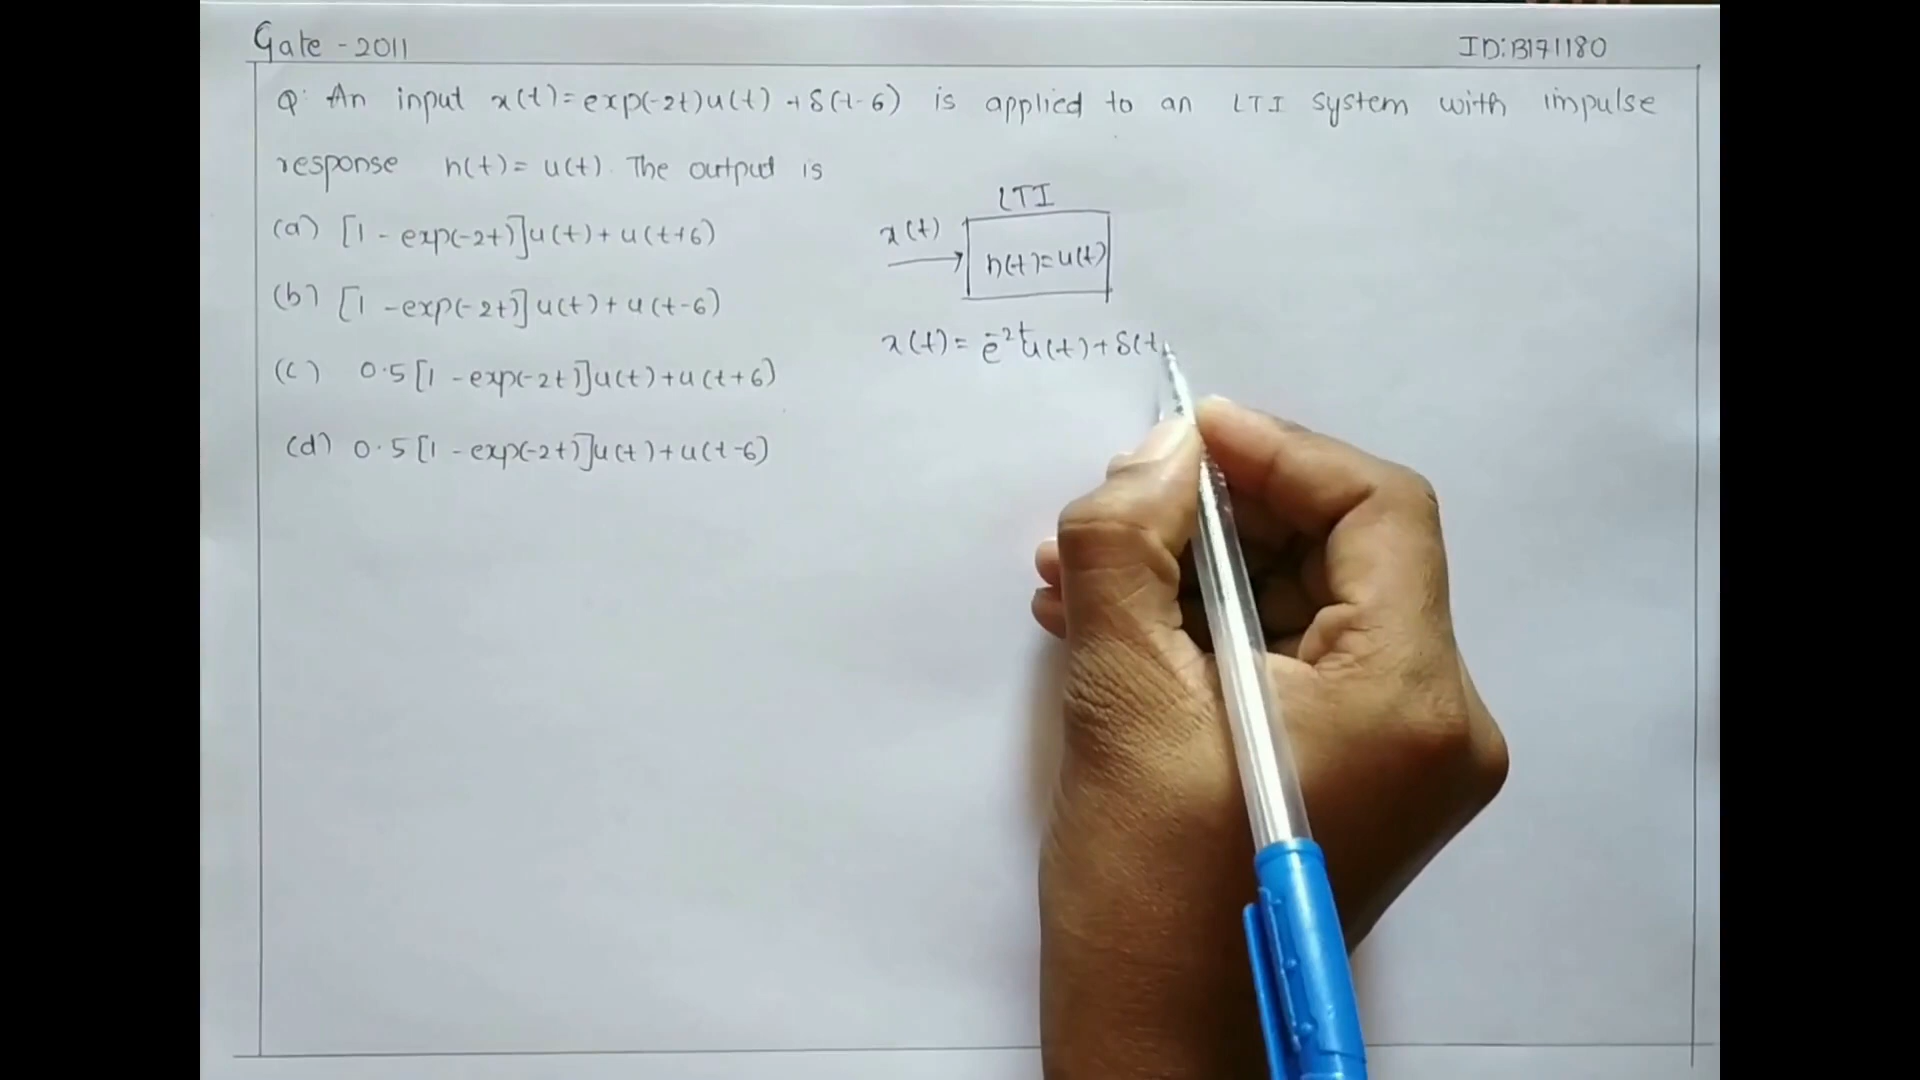 Gate - 2011
ID:B171180
Q. An input x(t)=exp(-2t)u(t) +δ(t-6) is applied to an LTI system with impulse
response h(t)= u(t). The output is
(a) [1 - exp(-2t)]u(t)+u(t+6)
(b) [1 -exp(-2t)]u(t)+u(t-6)
(c) 0.5[1 -exp(-2t)]u(t)+u(t+6)
(d) 0.5[1 -exp(-2t)]u(t)+u(t-6)
LTI
x(t)
h(t)=u(t)
x(t)= e^-2t u(t)+δ(t